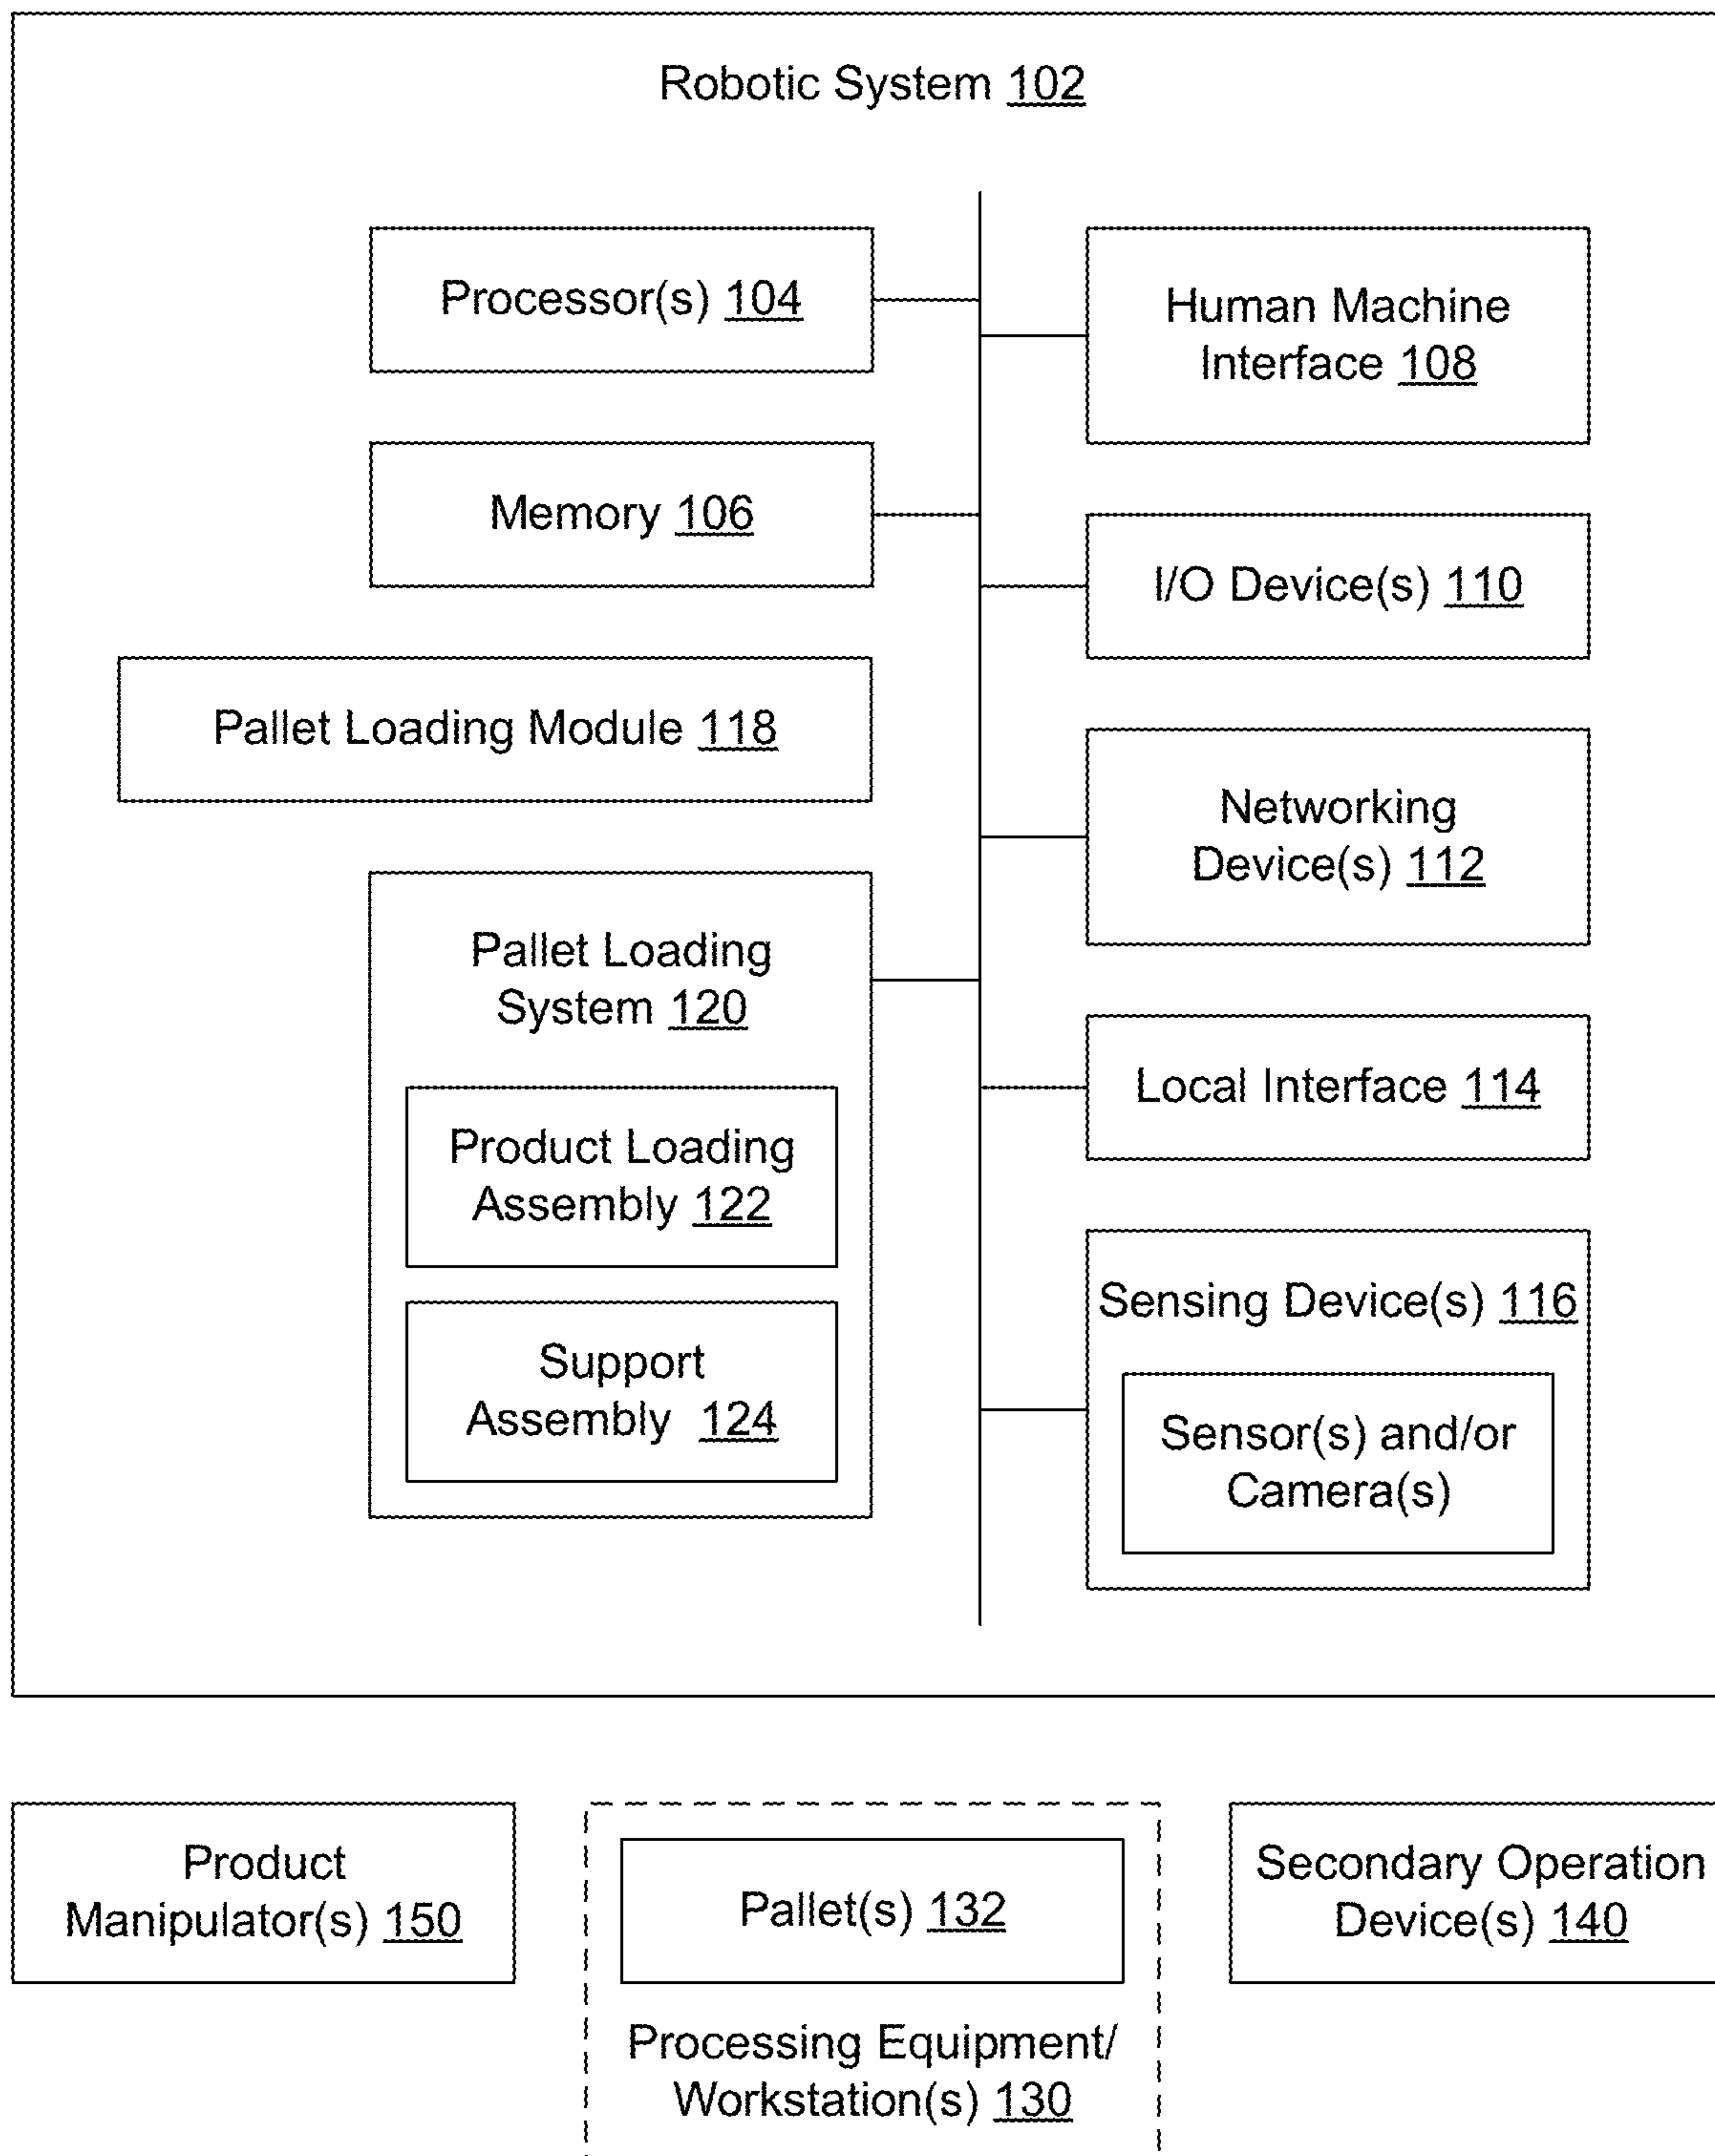 Robotic System 102
Processor(s) 104
Human Machine
Interface 108
Memory 106
I/O Device(s) 110
Pallet Loading Module 118
Networking
Device(s) 112
Pallet Loading
System 120
Local Interface 114
Product Loading
Assembly 122
Sensing Device(s) 116
Support
Assembly 124
Sensor(s) and/or
Camera(s)
Product
Manipulator(s) 150
Pallet(s) 132
Processing Equipment/
Workstation(s) 130
Secondary Operation
Device(s) 140